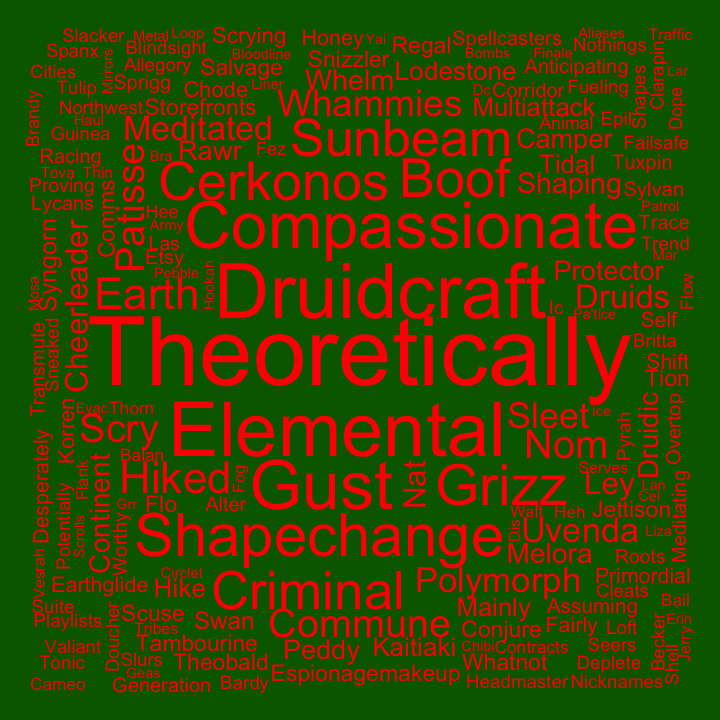 Slacker Metal Loop Scrying Honey Yai Spellcasters Aliases Traffic
Spanx Blindsight Bloodline Snizzler Regal Bombs Finale Nothings
Cities Mirrors Allegory Salvage Whelm Lodestone Anticipating Lar
Tulip Sprigg Chode Liner Dc Corridor Fueling Shapes Clarapin
Brandy Northwest Storefronts Whammies Multiattack Epik Dope
Haul Guinea Meditated Sunbeam Animal Camper Failsafe
Racing Bra Rawr Fez Tidal Tuxpin
Tova Thin Patisse Cerkonos Boof Shaping Sylvan
Proving Comms
Lycans Hee Compassionate Patrol
Syngorn Cheerleader Army Las Trace
Etsy Trend
Pebble Hookah Druidcraft Protector Mar
Mosa Earth Ic Druids Flow
Pa'tice Self
Transmute Sneaked Theoretically Britta
Shift
Tion
Evac Thorn Elemental Sleet Ice
Korren Scry Nom Pyrah Druidic Overtop
Desperately Balan Serves
Flank Continent Hiked Fog Gust Nat Grizz Ley Lan
Potentially Grr Flo Alter Cel
Scrolls Worthy Waft Heh Jettison Meditating
Shapechange Dis Uvenda Liza
Vesrah Melora Roots
Circlet
Earthglide Hike Criminal Polymorph Primordial
Suite Cleats
Playlists Doucher Scuse Swan Commune Mainly Assuming Bail
Tribes Conjure Fairly Loft Erin
Valiant Tambourine Peddy Kaitiaki Chibi Contracts Seers Becker Jerry
Tonic Slurs Theobald Whatnot Deplete Shell
Geas Espionagemakeup
Cameo Generation Bardy Headmaster Nicknames